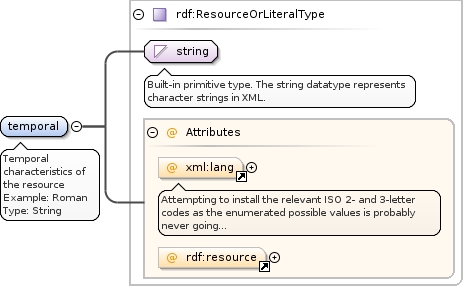 rdf:ResourceOrLiteralType
string
Built-in primitive type. The string datatype represents
character strings in XML.
temporal
Temporal
characteristics of
the resource
Example: Roman
Type: String
@ Attributes
@ xml:lang
Attempting to install the relevant ISO 2- and 3-letter
codes as the enumerated possible values is probably
never going...
@ rdf:resource